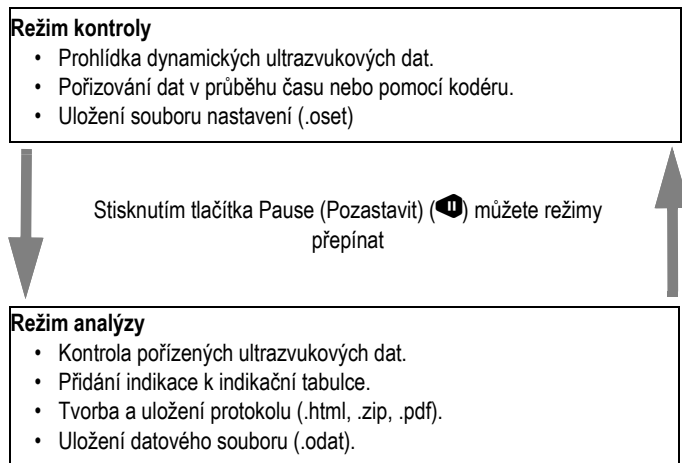 Režim kontroly
• Prohlídka dynamických ultrazvukových dat.
• Pořizování dat v průběhu času nebo pomocí kodéru.
• Uložení souboru nastavení (.oset)
Stisknutím tlačítka Pause (Pozastavit) () můžete režimy
přepínat
Režim analýzy
• Kontrola pořízených ultrazvukových dat.
• Přidání indikace k indikační tabulce.
• Tvorba a uložení protokolu (.html, .zip, .pdf).
• Uložení datového souboru (.odat).